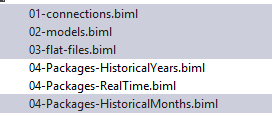 01-connections.biml
02-models.biml
03-flat-files.biml
04-Packages-HistoricalYears.biml
04-Packages-RealTime.biml
04-Packages-HistoricalMonths.biml